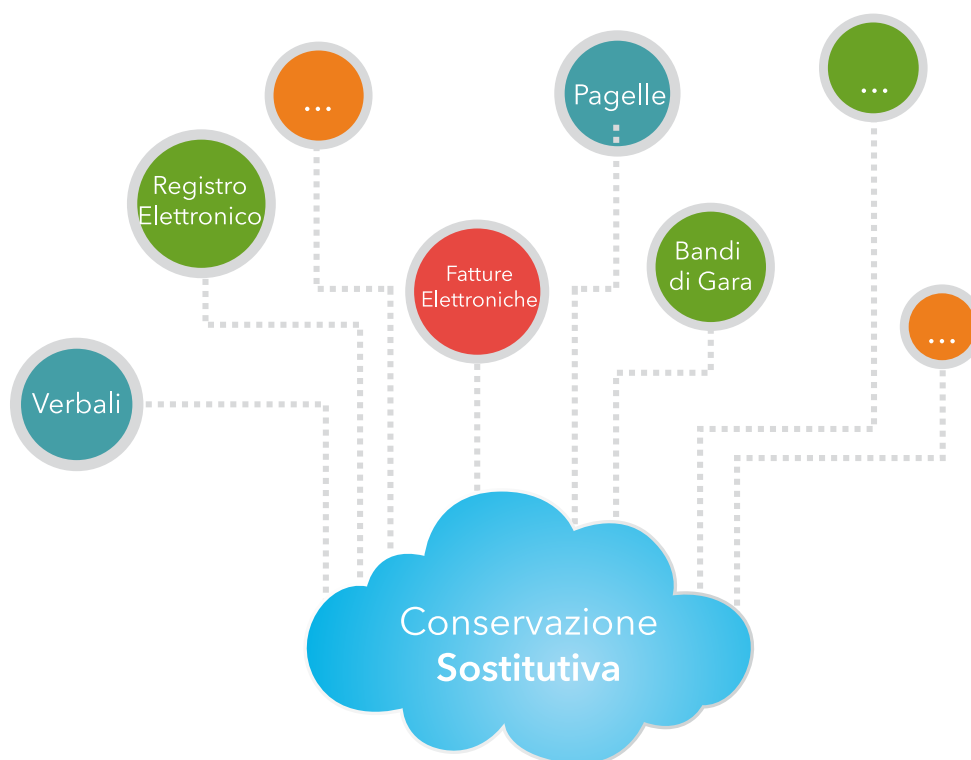 ...
Pagelle
...
Registro
Elettronico
Fatture
Elettroniche
Bandi
di Gara
...
Verbali
Conservazione
Sostitutiva